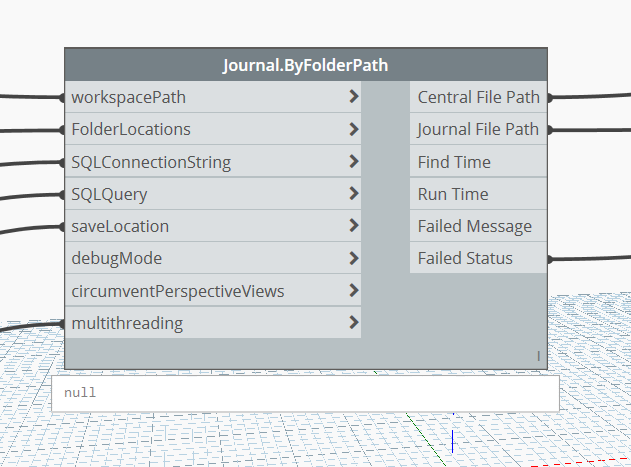 Journal.ByFolderPath
workspacePath
Central File Path
FolderLocations
Journal File Path
SQLConnectionString
Find Time
SQLQuery
Run Time
saveLocation
Failed Message
debugMode
Failed Status
circumventPerspectiveViews
multithreading
l
null